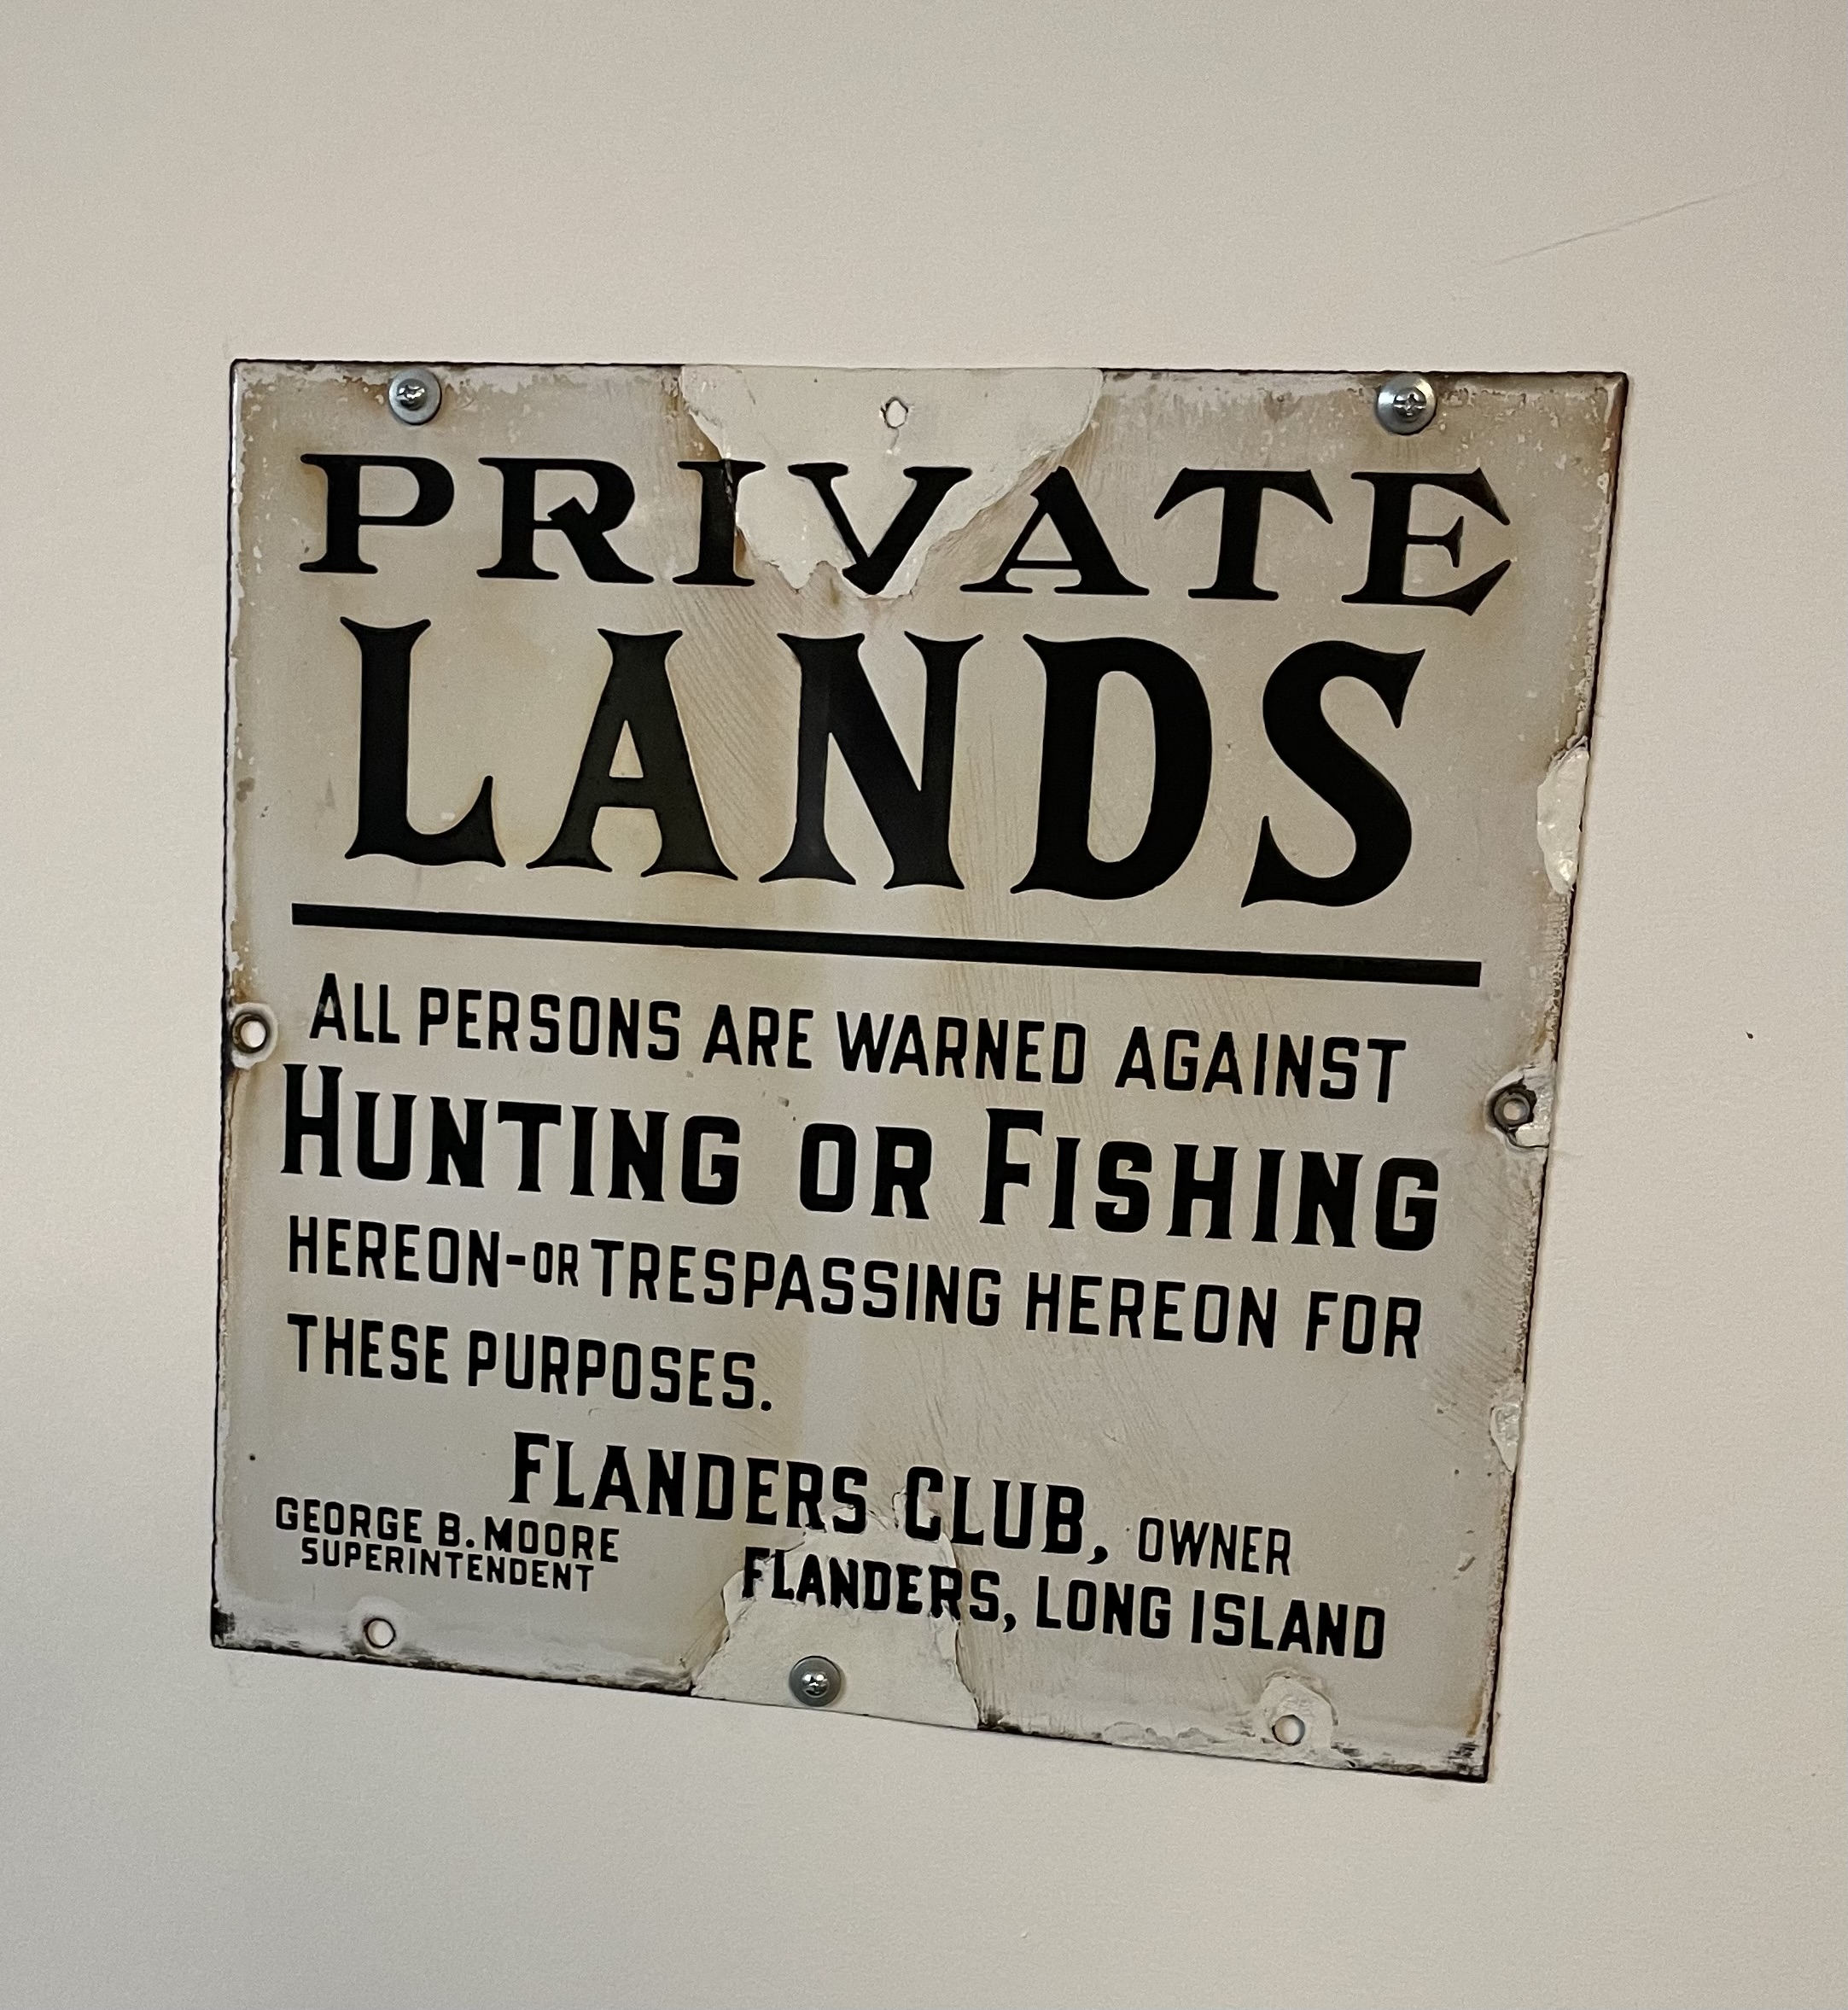 PRIVATE
LANDS
ALL PERSONS ARE WARNED AGAINST
HUNTING OR FISHING
HEREON-OR TRESPASSING HEREON FOR
THESE PURPOSES.
FLANDERS CLUB, OWNER
GEORGE B. MOORE
SUPERINTENDENT
FLANDERS, LONG ISLAND